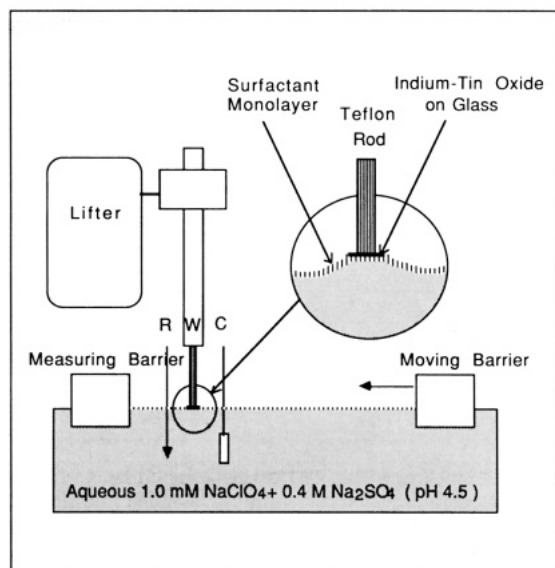 Surfactant
Monolayer
Indium-Tin Oxide
on Glass
Teflon
Rod
Lifter
R W C
Measuring Barrier
Moving Barrier
Aqueous 1.0 mM NaClO4 + 0.4 M Na2SO4 ( pH 4.5 )